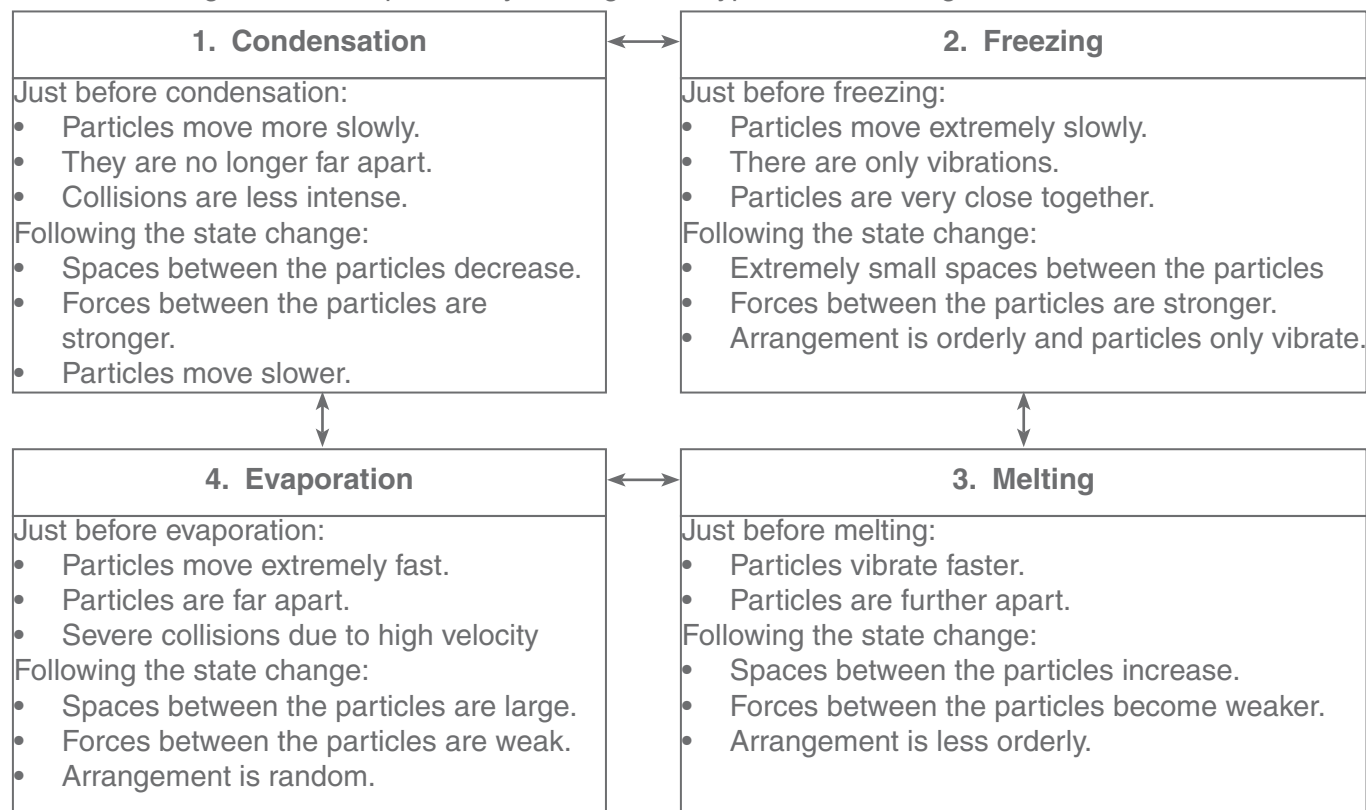 1. Condensation
Just before condensation:
• Particles move more slowly.
• They are no longer far apart.
• Collisions are less intense.
Following the state change:
• Spaces between the particles decrease.
• Forces between the particles are
stronger.
• Particles move slower.
2. Freezing
Just before freezing:
• Particles move extremely slowly.
• There are only vibrations.
• Particles are very close together.
Following the state change:
• Extremely small spaces between the particles
• Forces between the particles are stronger.
• Arrangement is orderly and particles only vibrate.
4. Evaporation
Just before evaporation:
• Particles move extremely fast.
• Particles are far apart.
• Severe collisions due to high velocity
Following the state change:
• Spaces between the particles are large.
• Forces between the particles are weak.
• Arrangement is random.
3. Melting
Just before melting:
• Particles vibrate faster.
• Particles are further apart.
Following the state change:
• Spaces between the particles increase.
• Forces between the particles become weaker.
• Arrangement is less orderly.